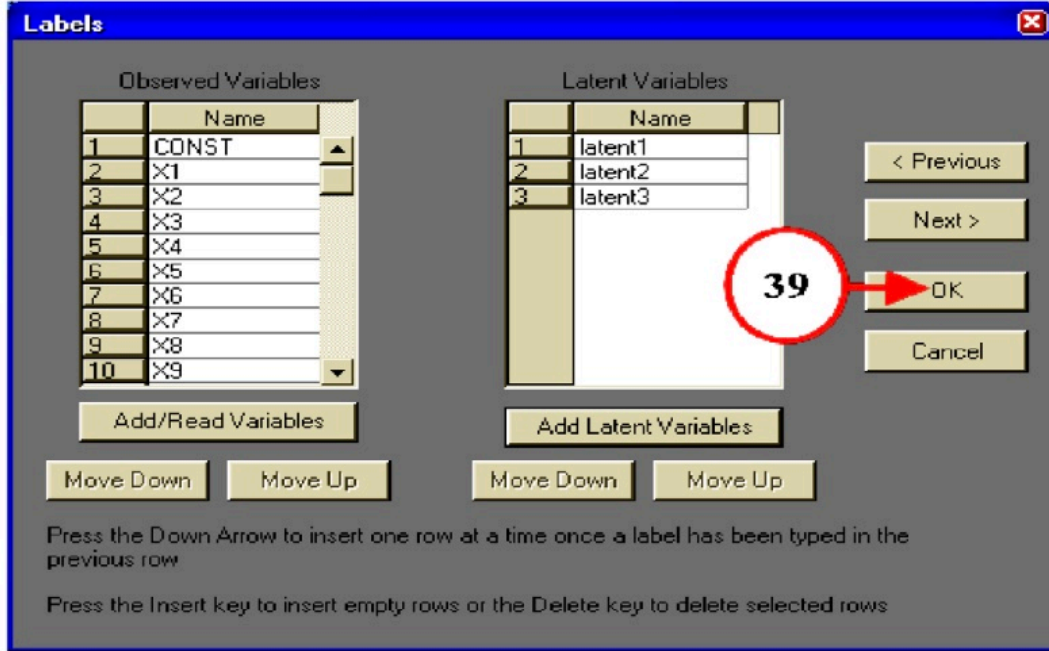 Labels
Observed Variables
Name
1 CONST
2 X1
3 X2
4 X3
5 X4
6 X5
7 X6
8 X7
9 X8
10 X9
Add/Read Variables
Move Down Move Up
Latent Variables
Name
1 latent1
2 latent2
3 latent3
Add Latent Variables
Move Down Move Up
< Previous
Next >
39
OK
Cancel
Press the Down Arrow to insert one row at a time once a label has been typed in the
previous row
Press the Insert key to insert empty rows or the Delete key to delete selected rows